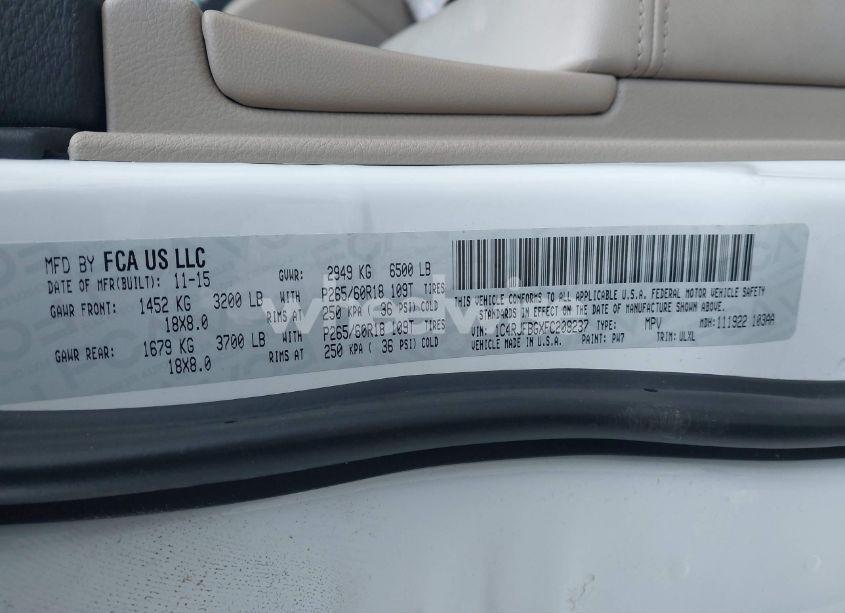 MFD BY FCA US LLC
DATE OF MFR(BUILT): 11-15 GVWR: 2949 KG 6500 LB
GAWR FRONT: 1452 KG 3200 LB WITH P265/60R18 109T TIRES
18X8.0 RIMS AT 250 KPA ( 36 PSI) COLD
GAWR REAR: 1679 KG 3700 LB WITH P265/60R18 109T TIRES
18X8.0 RIMS AT 250 KPA ( 36 PSI) COLD
THIS VEHICLE CONFORMS TO ALL APPLICABLE U.S.A. FEDERAL MOTOR VEHICLE SAFETY
STANDARDS IN EFFECT ON THE DATE OF MANUFACTURE SHOWN ABOVE.
VIN: TYPE: MPV MDH: 111922 103AA
VEHICLE MADE IN U.S.A. PAINT: PW7 TRIM: ULXL